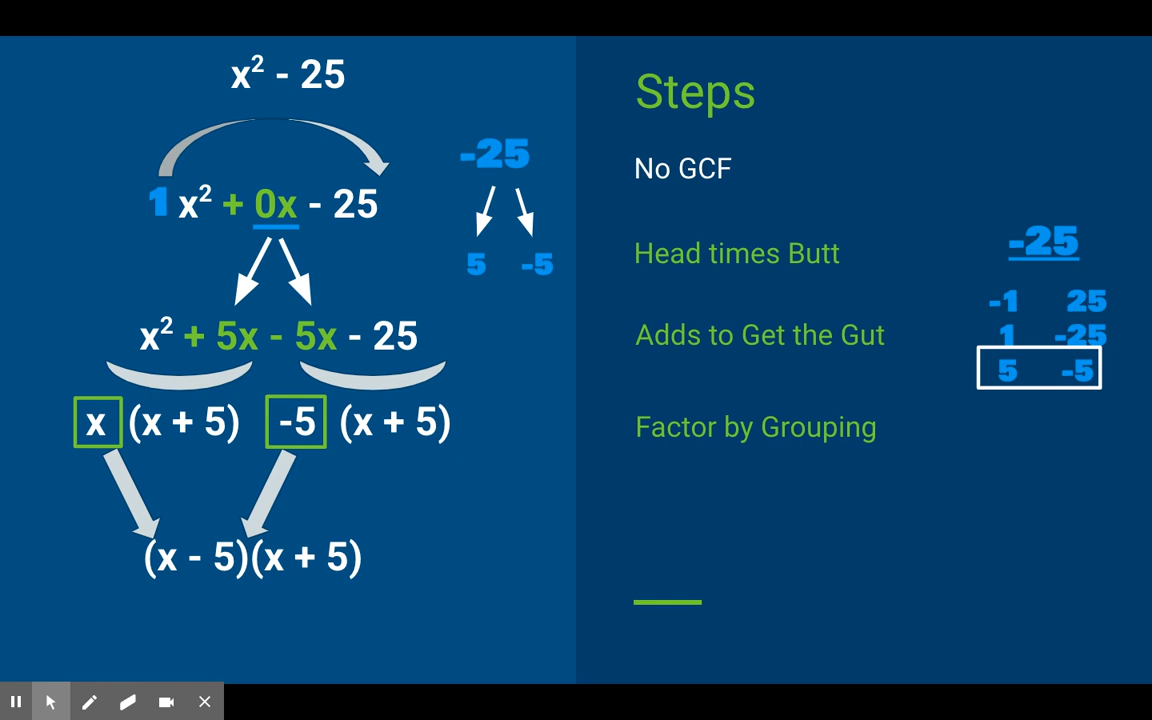 x² - 25
-25
1x² + 0x - 25
5 -5
x² + 5x - 5x - 25
x (x + 5) -5 (x + 5)
(x - 5)(x + 5)
Steps
No GCF
Head times Butt
-25
-1 25
Adds to Get the Gut
1 -25
5 -5
Factor by Grouping